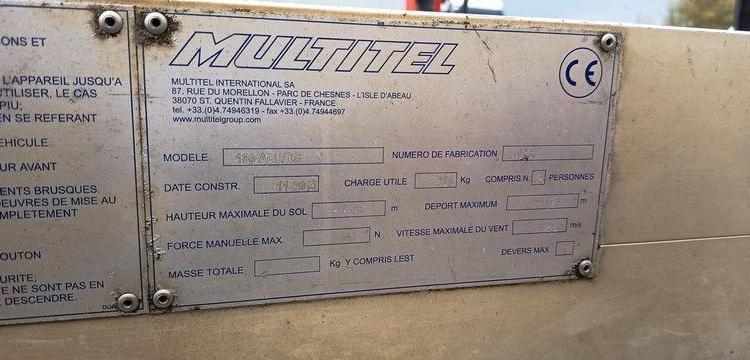 ONS ET
L'APPAREIL JUSQU'A
UTILISER, LE CAS
PIU;
EN SE REFERANT
HICULE
UR AVANT
ENTS BRUSQUES.
OEUVRES DE MISE AU
MPLETEMENT
OUTON
URITE;
E NE SONT PAS EN
DESCENDRE.
MULTITEL
CE
MULTITEL INTERNATIONAL SA
87, RUE DU MORELLON - PARC DE CHESNES - L'ISLE D'ABEAU
38070 ST. QUENTIN FALLAVIER - FRANCE
tel. +33.(0)4.74946319 - fax +33.(0)4.74944697
www.multitelgroup.com
MODELE NUMERO DE FABRICATION
DATE CONSTR. CHARGE UTILE Kg COMPRIS N. PERSONNES
HAUTEUR MAXIMALE DU SOL m DEPORT MAXIMUM m
FORCE MANUELLE MAX. N VITESSE MAXIMALE DU VENT m/s
MASSE TOTALE Kg Y COMPRIS LEST DEVERS MAX °